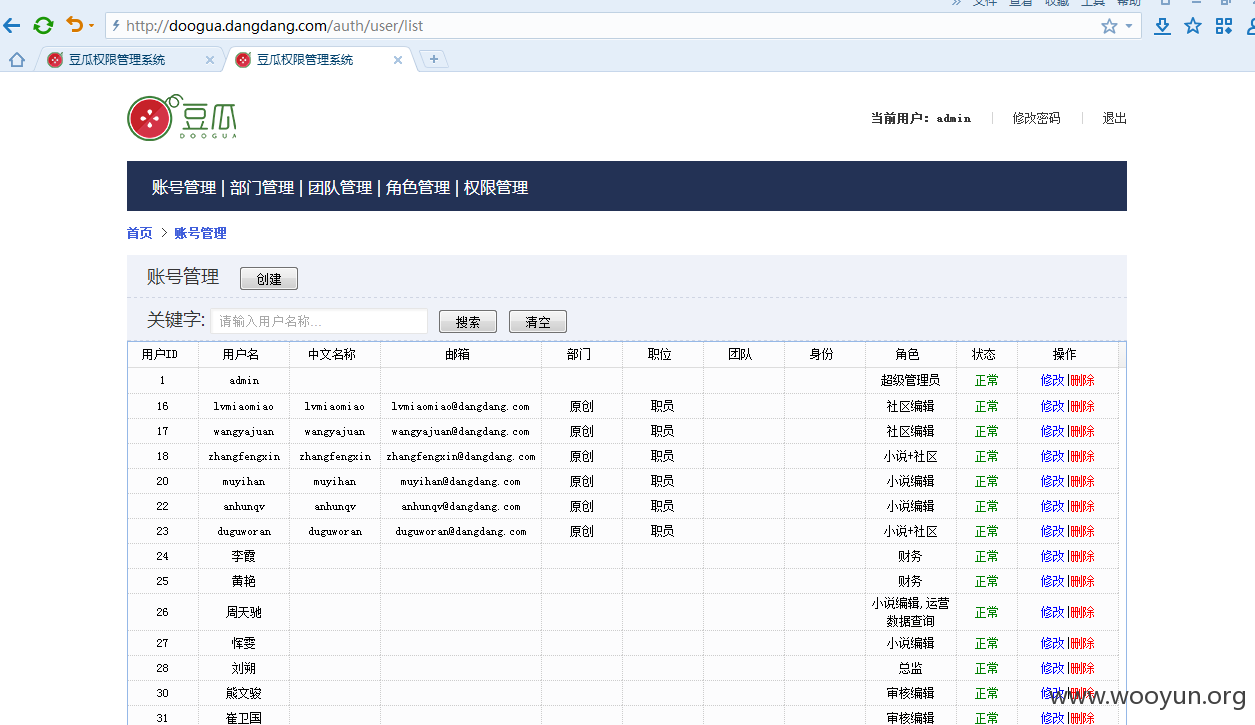 » 文件 查看 收藏 工具 帮助
http://doogua.dangdang.com/auth/user/list
豆瓜权限管理系统 豆瓜权限管理系统
豆瓜
DOOGUA
当前用户: admin 修改密码 退出
账号管理 | 部门管理 | 团队管理 | 角色管理 | 权限管理
首页 > 账号管理
账号管理 创建
关键字: 请输入用户名称... 搜索 清空
用户ID 用户名 中文名称 邮箱 部门 职位 团队 身份 角色 状态 操作
1 admin 超级管理员 正常 修改|删除
16 lvmiaomiao lvmiaomiao lvmiaomiao@dangdang.com 原创 职员 社区编辑 正常 修改|删除
17 wangyajuan wangyajuan wangyajuan@dangdang.com 原创 职员 社区编辑 正常 修改|删除
18 zhangfengxin zhangfengxin zhangfengxin@dangdang.com 原创 职员 小说+社区 正常 修改|删除
20 muyihan muyihan muyihan@dangdang.com 原创 职员 小说编辑 正常 修改|删除
22 anhunqv anhunqv anhunqv@dangdang.com 原创 职员 小说编辑 正常 修改|删除
23 duguworan duguworan duguworan@dangdang.com 原创 职员 小说+社区 正常 修改|删除
24 李霞 财务 正常 修改|删除
25 黄艳 财务 正常 修改|删除
26 周天驰 小说编辑,运营数据查询 正常 修改|删除
27 恽雯 小说编辑 正常 修改|删除
28 刘朔 总监 正常 修改|删除
30 熊文骏 审核编辑 正常 修改|删除
31 崔卫国 审核编辑 正常 修改|删除
www.wooyun.org